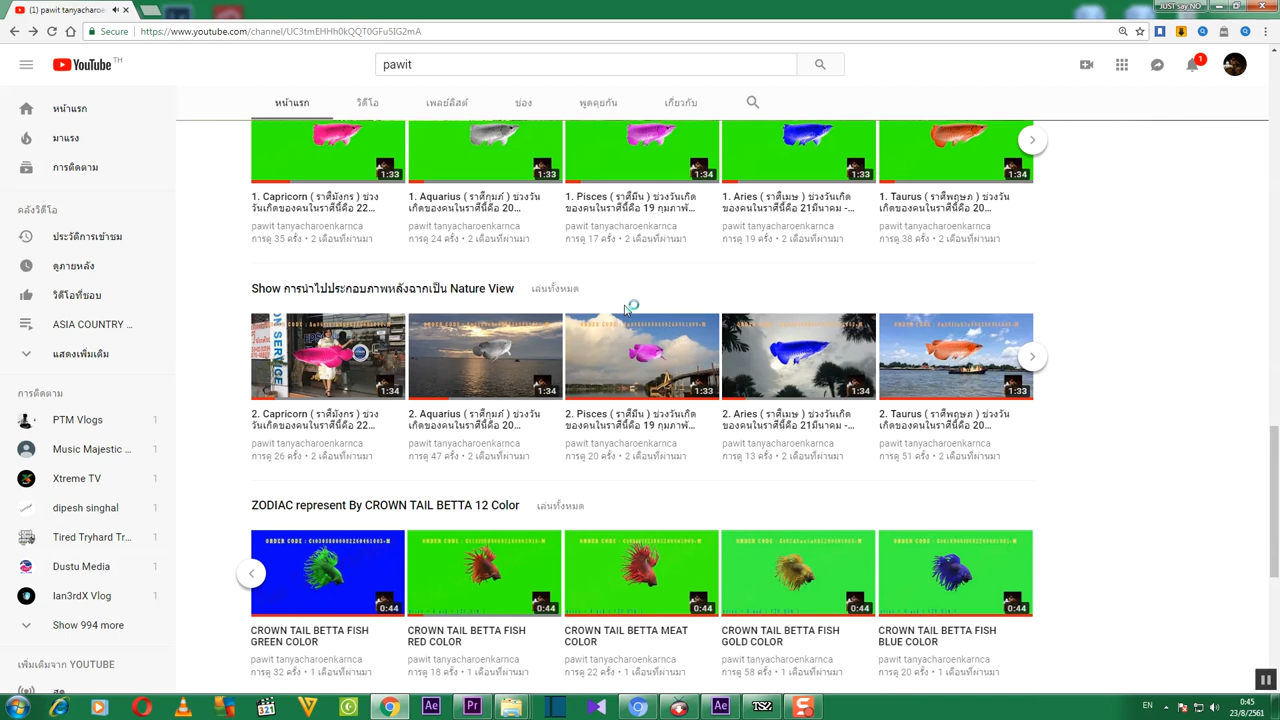 (1) pawit tanyacharoen
JUST say NO
Secure
https://www.youtube.com/channel/UC3tmEHHh0kQQT0GFuSIG2mA
YouTube TH
pawit
1
หน้าแรก
วิดีโอ
เพลย์ลิสต์
ช่อง
พูดคุยกัน
เกี่ยวกับ
หน้าแรก
มาแรง
การติดตาม
คลังวิดีโอ
ประวัติการเข้าชม
ดูภายหลัง
วิดีโอที่ชอบ
ASIA COUNTRY ...
แสดงเพิ่มเติม
การติดตาม
PTM Vlogs
Music Majestic ... 1
Xtreme TV 1
dipesh singhal 1
Tired Tryhard Tr... 1
Dustu Media 1
Ian3rdX Vlog 1
Show 994 more
เพิ่มเติมจาก YOUTUBE
สด
1:33 1:33 1:34 1:33 1:34
1. Capricorn ( ราศีมังกร ) ช่วง
วันเกิดของคนในราศีนี้คือ 22...
pawit tanyacharoenkarnca
การดู 35 ครั้ง • 2 เดือนที่ผ่านมา
1. Aquarius ( ราศีกุมภ์ ) ช่วงวัน
เกิดของคนในราศีนี้คือ 20...
pawit tanyacharoenkarnca
การดู 24 ครั้ง • 2 เดือนที่ผ่านมา
1. Pisces ( ราศีมีน ) ช่วงวันเกิด
ของคนในราศีนี้คือ 19 กุมภาพั...
pawit tanyacharoenkarnca
การดู 17 ครั้ง • 2 เดือนที่ผ่านมา
1. Aries ( ราศีเมษ ) ช่วงวันเกิด
ของคนในราศีนี้คือ 21มีนาคม -...
pawit tanyacharoenkarnca
การดู 19 ครั้ง • 2 เดือนที่ผ่านมา
1. Taurus ( ราศีพฤษภ ) ช่วงวัน
เกิดของคนในราศีนี้คือ 20...
pawit tanyacharoenkarnca
การดู 38 ครั้ง • 2 เดือนที่ผ่านมา
Show การนำไปประกอบภาพหลังฉากเป็น Nature View เล่นทั้งหมด
1:34 1:34 1:33 1:34 1:33
2. Capricorn ( ราศีมังกร ) ช่วง
วันเกิดของคนในราศีนี้คือ 22...
pawit tanyacharoenkarnca
การดู 26 ครั้ง • 2 เดือนที่ผ่านมา
2. Aquarius ( ราศีกุมภ์ ) ช่วงวัน
เกิดของคนในราศีนี้คือ 20...
pawit tanyacharoenkarnca
การดู 47 ครั้ง • 2 เดือนที่ผ่านมา
2. Pisces ( ราศีมีน ) ช่วงวันเกิด
ของคนในราศีนี้คือ 19 กุมภาพั...
pawit tanyacharoenkarnca
การดู 20 ครั้ง • 2 เดือนที่ผ่านมา
2. Aries ( ราศีเมษ ) ช่วงวันเกิด
ของคนในราศีนี้คือ 21มีนาคม -...
pawit tanyacharoenkarnca
การดู 13 ครั้ง • 2 เดือนที่ผ่านมา
2. Taurus ( ราศีพฤษภ ) ช่วงวัน
เกิดของคนในราศีนี้คือ 20...
pawit tanyacharoenkarnca
การดู 51 ครั้ง • 2 เดือนที่ผ่านมา
ZODIAC represent By CROWN TAIL BETTA 12 Color เล่นทั้งหมด
0:44 0:44 0:44 0:44 0:44
CROWN TAIL BETTA FISH
GREEN COLOR
pawit tanyacharoenkarnca
การดู 32 ครั้ง • 1 เดือนที่ผ่านมา
CROWN TAIL BETTA FISH
RED COLOR
pawit tanyacharoenkarnca
การดู 18 ครั้ง • 1 เดือนที่ผ่านมา
CROWN TAIL BETTA MEAT
COLOR
pawit tanyacharoenkarnca
การดู 22 ครั้ง • 1 เดือนที่ผ่านมา
CROWN TAIL BETTA FISH
GOLD COLOR
pawit tanyacharoenkarnca
การดู 58 ครั้ง • 1 เดือนที่ผ่านมา
CROWN TAIL BETTA FISH
BLUE COLOR
pawit tanyacharoenkarnca
การดู 20 ครั้ง • 1 เดือนที่ผ่านมา
321
Ae
Pr
Ae
TS2
S
EN
0:45
23/8/2561